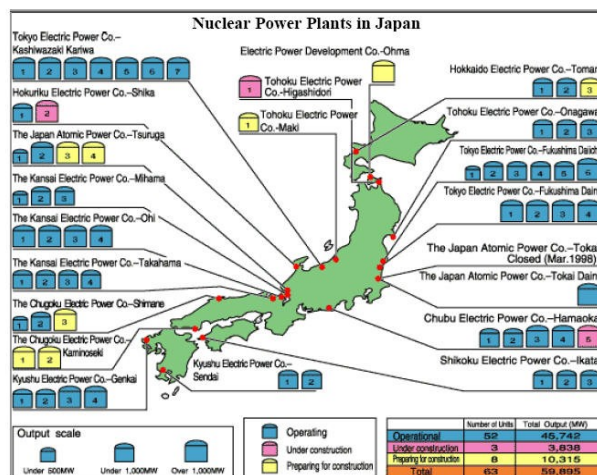 Nuclear Power Plants in Japan
Tokyo Electric Power Co.–
Kashiwazaki Kariwa
1 2 3 4 5 6 7
Hokuriku Electric Power Co.–Shika
1 2
The Japan Atomic Power Co.–Tsuruga
1 2 3 4
The Kansai Electric Power Co.–Mihama
1 2 3
The Kansai Electric Power Co.–Ohi
1 2 3 4
The Kansai Electric Power Co.–Takahama
1 2 3 4
The Chugoku Electric Power Co.–Shimane
1 2 3
The Chugoku Electric Power Co.–
Kaminoseki
1 2
Kyushu Electric Power Co.–Genkai
1 2 3 4
Electric Power Development Co.-Ohma
Tohoku Electric Power
Co.–Higashidori
1
Tohoku Electric Power
Co.–Maki
1
Kyushu Electric Power Co.–
Sendai
1 2
Hokkaido Electric Power Co.–Tomari
1 2 3
Tohoku Electric Power Co.–Onagawa
1 2 3
Tokyo Electric Power Co.–Fukushima Daiichi
1 2 3 4 5 6
Tokyo Electric Power Co.–Fukushima Daini
1 2 3 4
The Japan Atomic Power Co.–Tokai
Closed (Mar.1998)
The Japan Atomic Power Co.–Tokai Daini
Chubu Electric Power Co.–Hamaoka
1 2 3 4 5
Shikoku Electric Power Co.–Ikata
1 2 3
Output scale
Under 500MW Under 1,000MW Over 1,000MW
Operating
Under construction
Preparing for construction
Number of Units Total Output (MW)
Operational 52 45,742
Under construction 3 3,838
Preparing for construction 8 10,315
Total 63 59,895